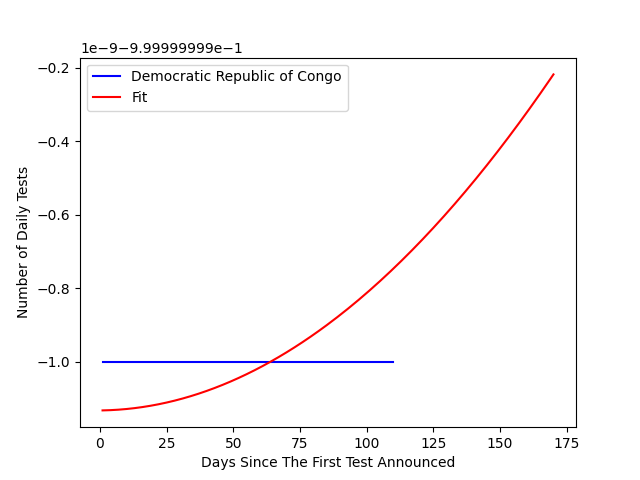 1e−9−9.99999999e−1
−0.2
−0.4
−0.6
−0.8
−1.0
Number of Daily Tests
Democratic Republic of Congo
Fit
0 25 50 75 100 125 150 175
Days Since The First Test Announced